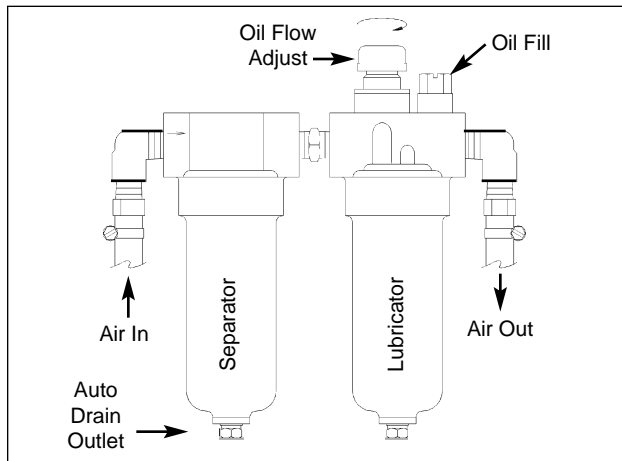 Oil Flow
Adjust
Oil Fill
Air In
Separator
Lubricator
Air Out
Auto
Drain
Outlet